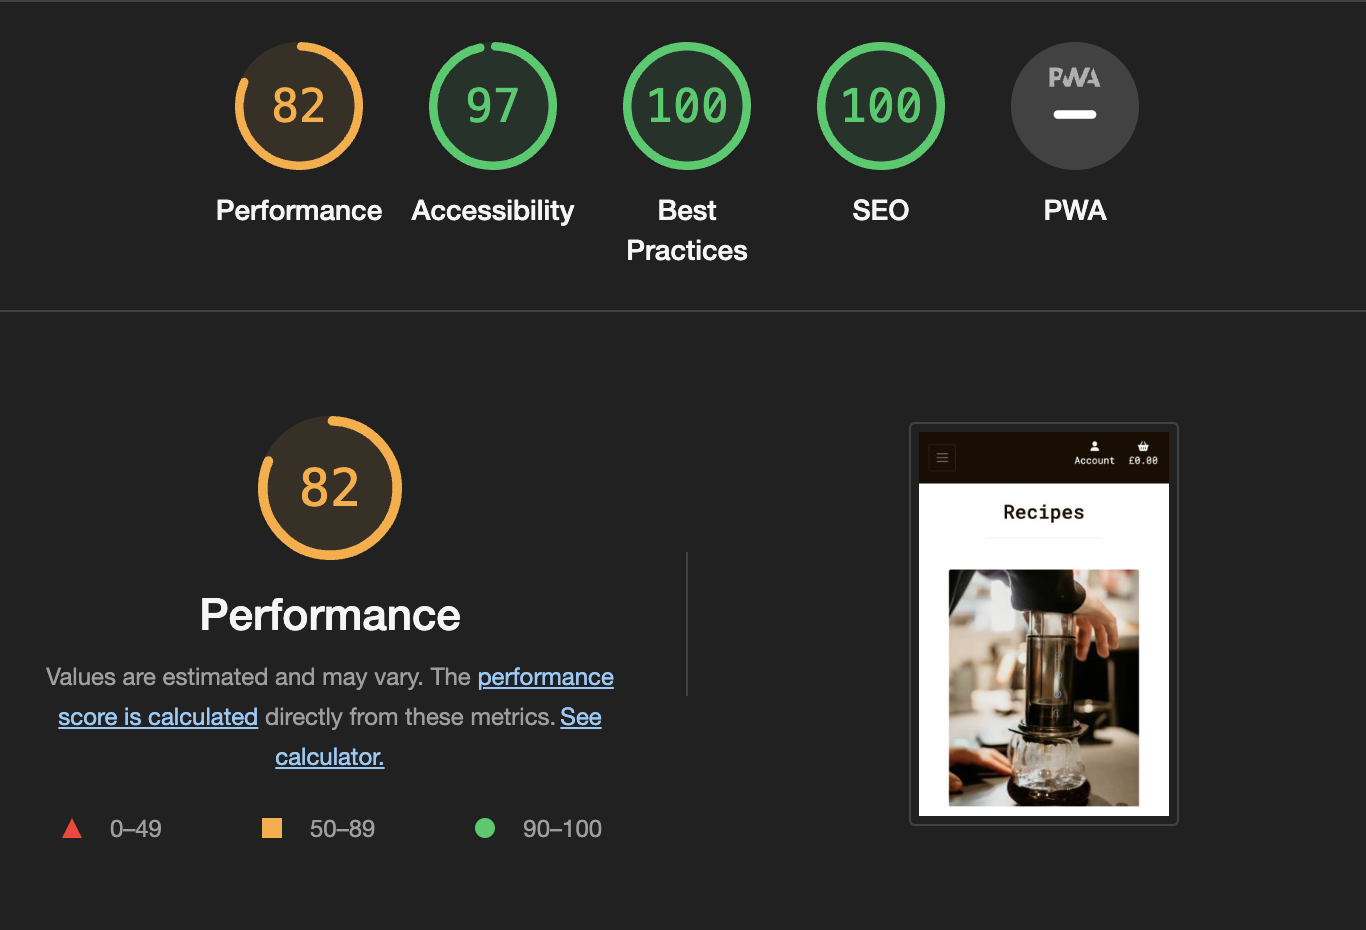 82
97
100
100
PWA
Performance
Accessibility
Best
Practices
SEO
PWA
82
Performance
Values are estimated and may vary. The performance
score is calculated directly from these metrics. See
calculator.
0–49
50–89
90–100
Account
£0.00
Recipes